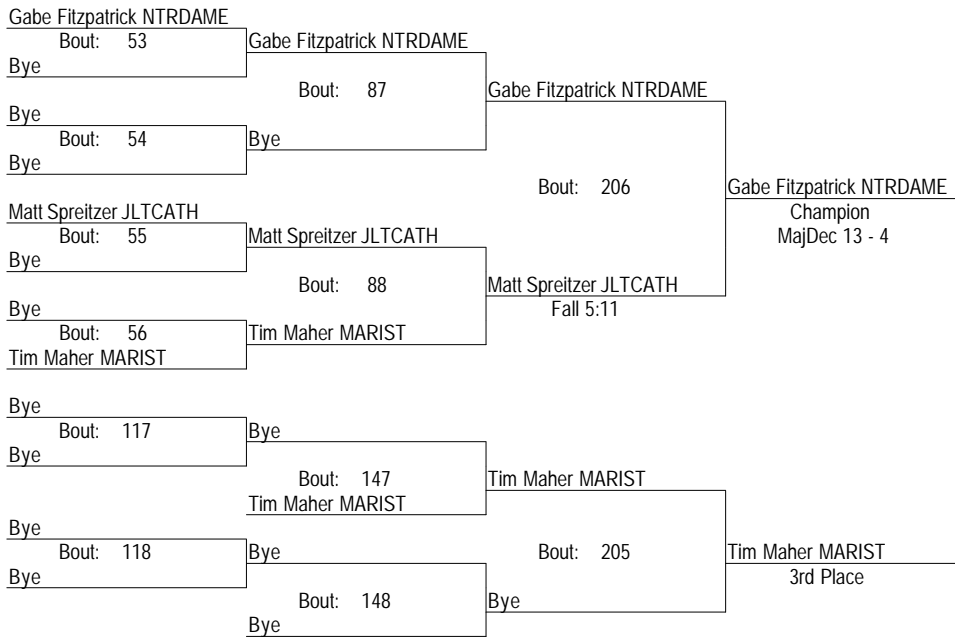 Gabe Fitzpatrick NTRDAME
Bout: 53
Gabe Fitzpatrick NTRDAME
Bye
Bout: 87
Gabe Fitzpatrick NTRDAME
Bye
Bout: 54
Bye
Bye
Bout: 206
Gabe Fitzpatrick NTRDAME
Champion
MajDec 13 - 4
Matt Spreitzer JLTCATH
Bout: 55
Matt Spreitzer JLTCATH
Bye
Bout: 88
Matt Spreitzer JLTCATH
Fall 5:11
Bye
Bout: 56
Tim Maher MARIST
Tim Maher MARIST
Bye
Bout: 117
Bye
Bye
Bout: 147
Tim Maher MARIST
Tim Maher MARIST
Bye
Bout: 118
Bye
Bout: 205
Tim Maher MARIST
3rd Place
Bye
Bout: 148
Bye
Bye